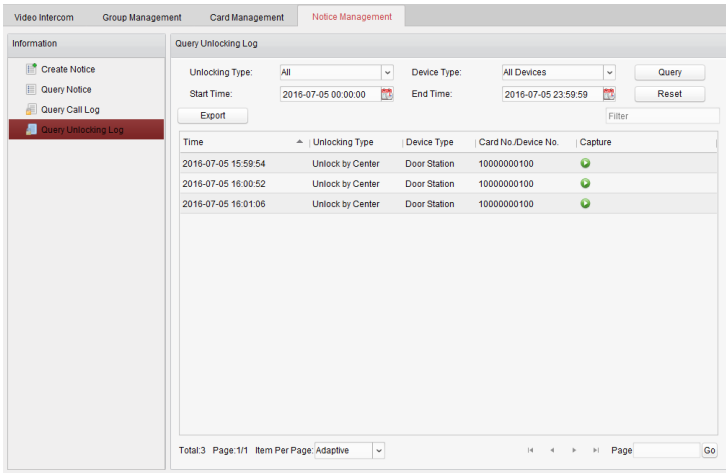 Video Intercom Group Management Card Management Notice Management
Information
Create Notice
Query Notice
Query Call Log
Query Unlocking Log
Query Unlocking Log
Unlocking Type: All Device Type: All Devices Query
Start Time: 2016-07-05 00:00:00 End Time: 2016-07-05 23:59:59 Reset
Export Filter
Time Unlocking Type Device Type Card No./Device No. Capture
2016-07-05 15:59:54 Unlock by Center Door Station 10000000100
2016-07-05 16:00:52 Unlock by Center Door Station 10000000100
2016-07-05 16:01:06 Unlock by Center Door Station 10000000100
Total:3 Page:1/1 Item Per Page: Adaptive Page Go